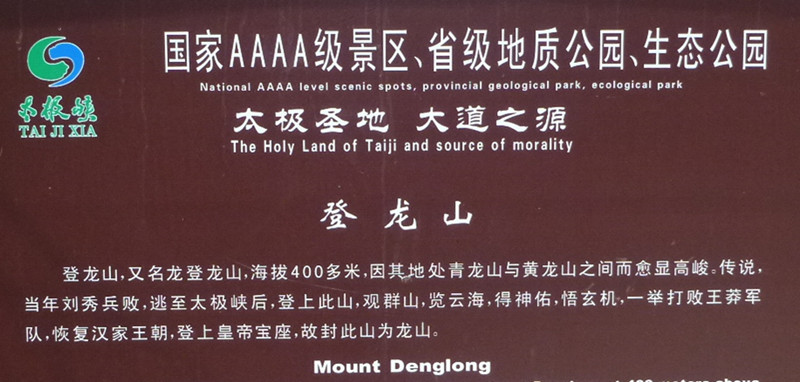 国家AAAA级景区、省级地质公园、生态公园
National AAAA level scenic spots, provincial geological park, ecological park
太极峡
TAI JI XIA
太极圣地 大道之源
The Holy Land of Taiji and source of morality
登龙山
登龙山,又名龙登龙山,海拔400多米,因其地处青龙山与黄龙山之间而愈显高峻。传说,
当年刘秀兵败,逃至太极峡后,登上此山,观群山,览云海,得神佑,悟玄机,一举打败王莽军
队,恢复汉家王朝,登上皇帝宝座,故封此山为龙山。
Mount Denglong